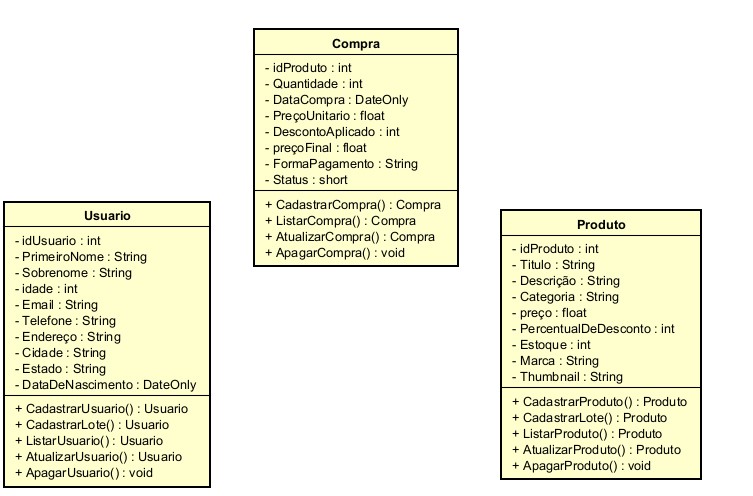 Compra
- idProduto : int
- Quantidade : int
- DataCompra : DateOnly
- PreçoUnitario : float
- DescontoAplicado : int
- preçoFinal : float
- FormaPagamento : String
- Status : short
+ CadastrarCompra() : Compra
+ ListarCompra() : Compra
+ AtualizarCompra() : Compra
+ ApagarCompra() : void
Usuario
- idUsuario : int
- PrimeiroNome : String
- Sobrenome : String
- idade : int
- Email : String
- Telefone : String
- Endereço : String
- Cidade : String
- Estado : String
- DataDeNascimento : DateOnly
+ CadastrarUsuario() : Usuario
+ CadastrarLote() : Usuario
+ ListarUsuario() : Usuario
+ AtualizarUsuario() : Usuario
+ ApagarUsuario() : void
Produto
- idProduto : int
- Titulo : String
- Descrição : String
- Categoria : String
- preço : float
- PercentualDeDesconto : int
- Estoque : int
- Marca : String
- Thumbnail : String
+ CadastrarProduto() : Produto
+ CadastrarLote() : Produto
+ ListarProduto() : Produto
+ AtualizarProduto() : Produto
+ ApagarProduto() : void